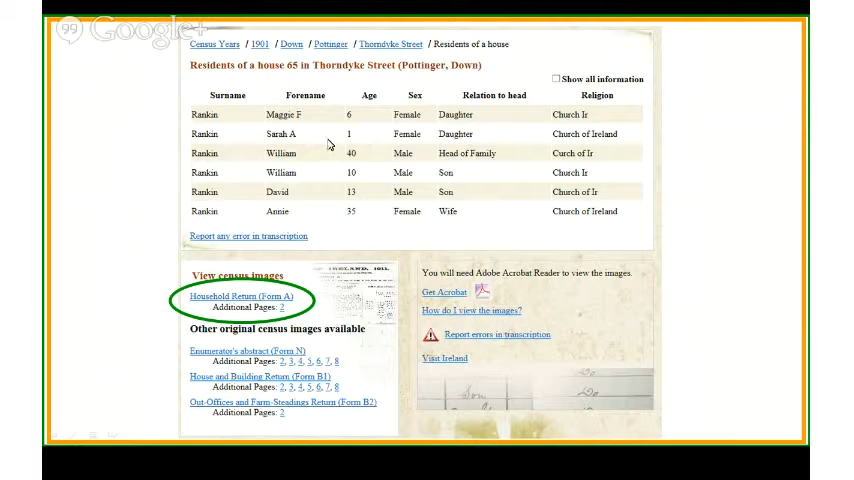 Google+
Census Years / 1901 / Down / Pottinger / Thorndyke Street / Residents of a house
Residents of a house 65 in Thorndyke Street (Pottinger, Down)
Show all information
Surname Forename Age Sex Relation to head Religion
Rankin Maggie F 6 Female Daughter Church Ir
Rankin Sarah A 1 Female Daughter Church of Ireland
Rankin William 40 Male Head of Family Curch of Ir
Rankin William 10 Male Son Church Ir
Rankin David 13 Male Son Church of Ir
Rankin Annie 35 Female Wife Church of Ireland
Report any error in transcription
View census images
IRELAND, 1911.
Household Return (Form A)
Additional Pages: 2
Other original census images available
Enumerator's abstract (Form N)
Additional Pages: 2, 3, 4, 5, 6, 7, 8
House and Building Return (Form B1)
Additional Pages: 2, 3, 4, 5, 6, 7, 8
Out-Offices and Farm-Steadings Return (Form B2)
Additional Pages: 2
You will need Adobe Acrobat Reader to view the images.
Get Acrobat
How do I view the images?
Report errors in transcription
Visit Ireland
Son Do